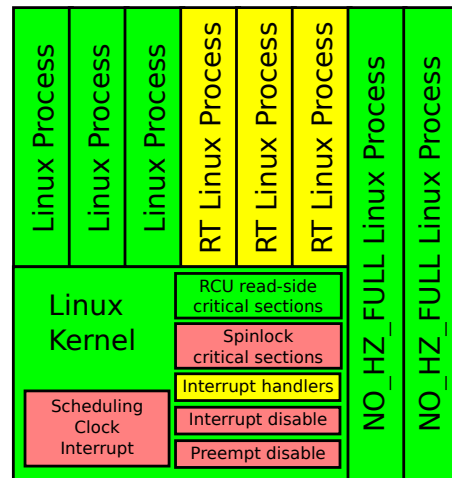 Linux Process
Linux Process
Linux Process
RT Linux Process
RT Linux Process
RT Linux Process
NO_HZ_FULL Linux Process
NO_HZ_FULL Linux Process
Linux
Kernel
RCU read-side
critical sections
Spinlock
critical sections
Interrupt handlers
Scheduling
Clock
Interrupt
Interrupt disable
Preempt disable